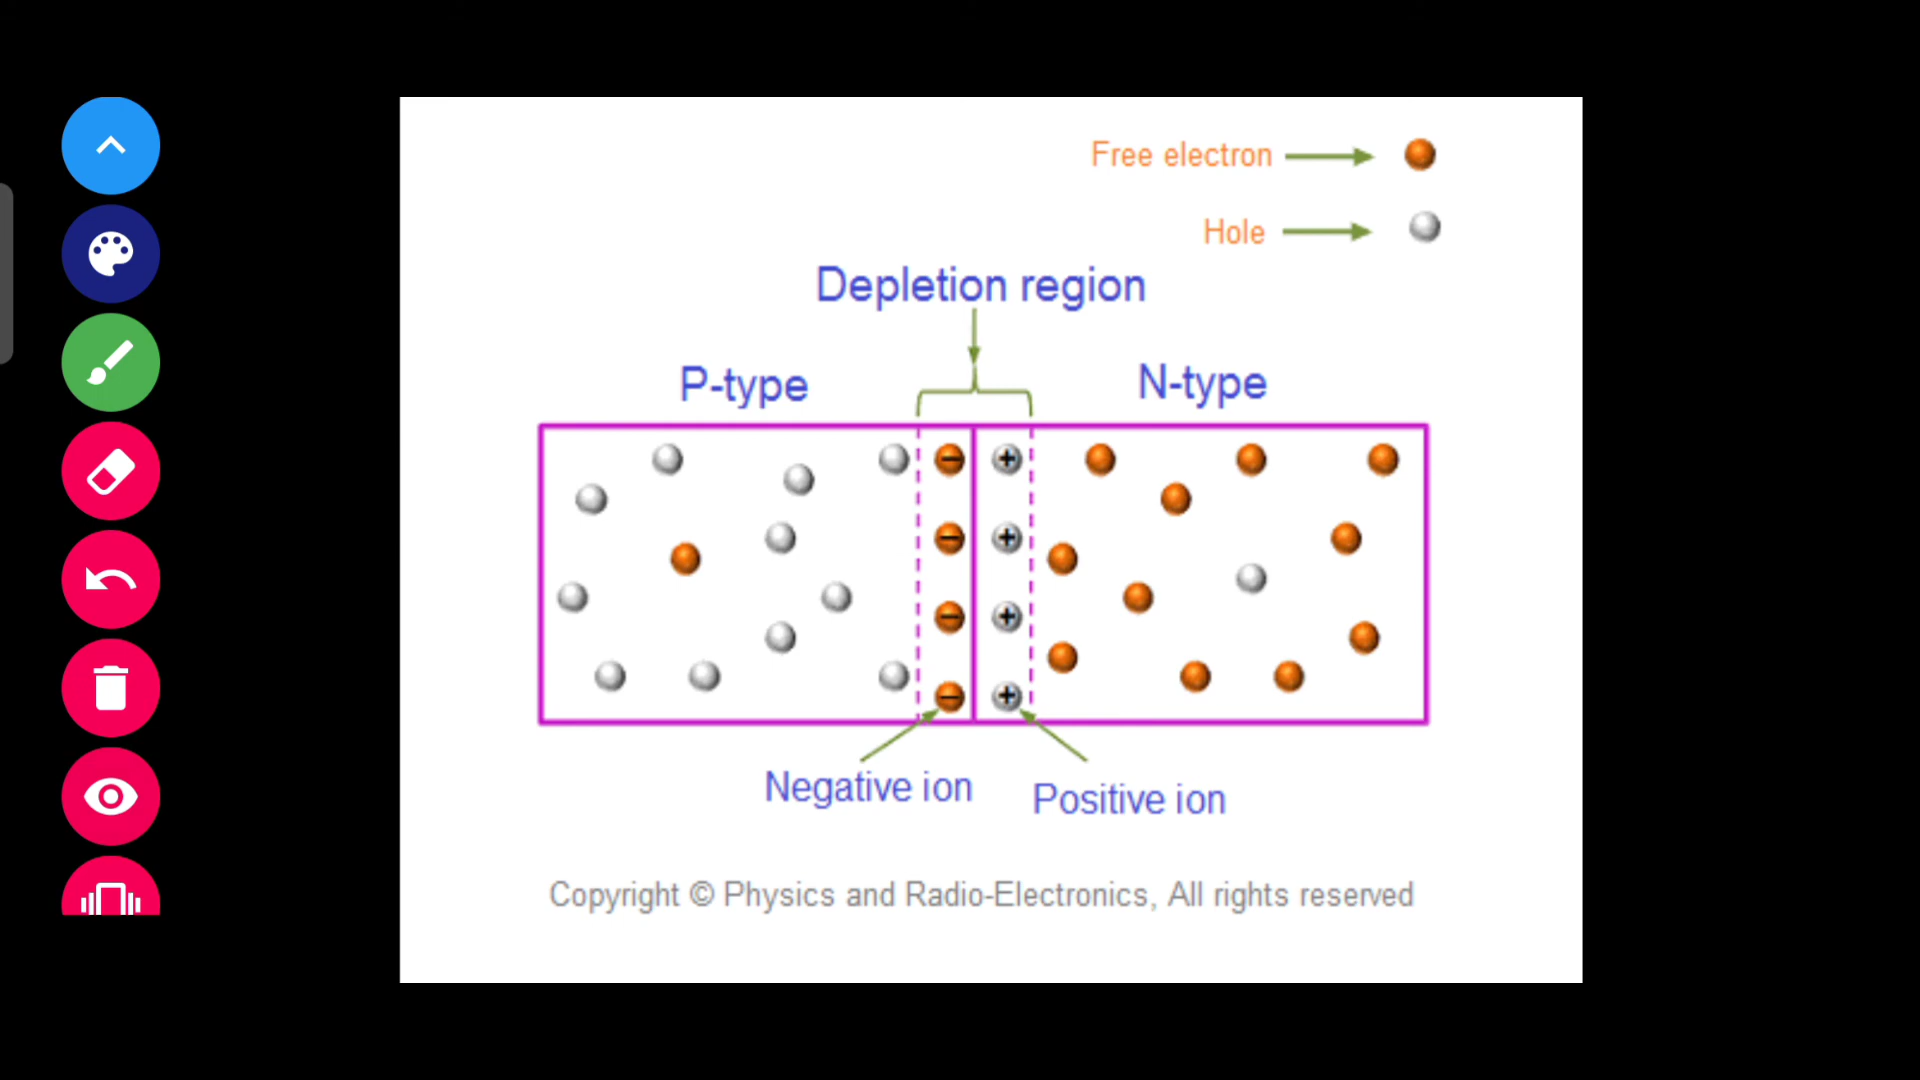 Free electron
Hole
Depletion region
P-type
N-type
Negative ion
Positive ion
Copyright © Physics and Radio-Electronics, All rights reserved